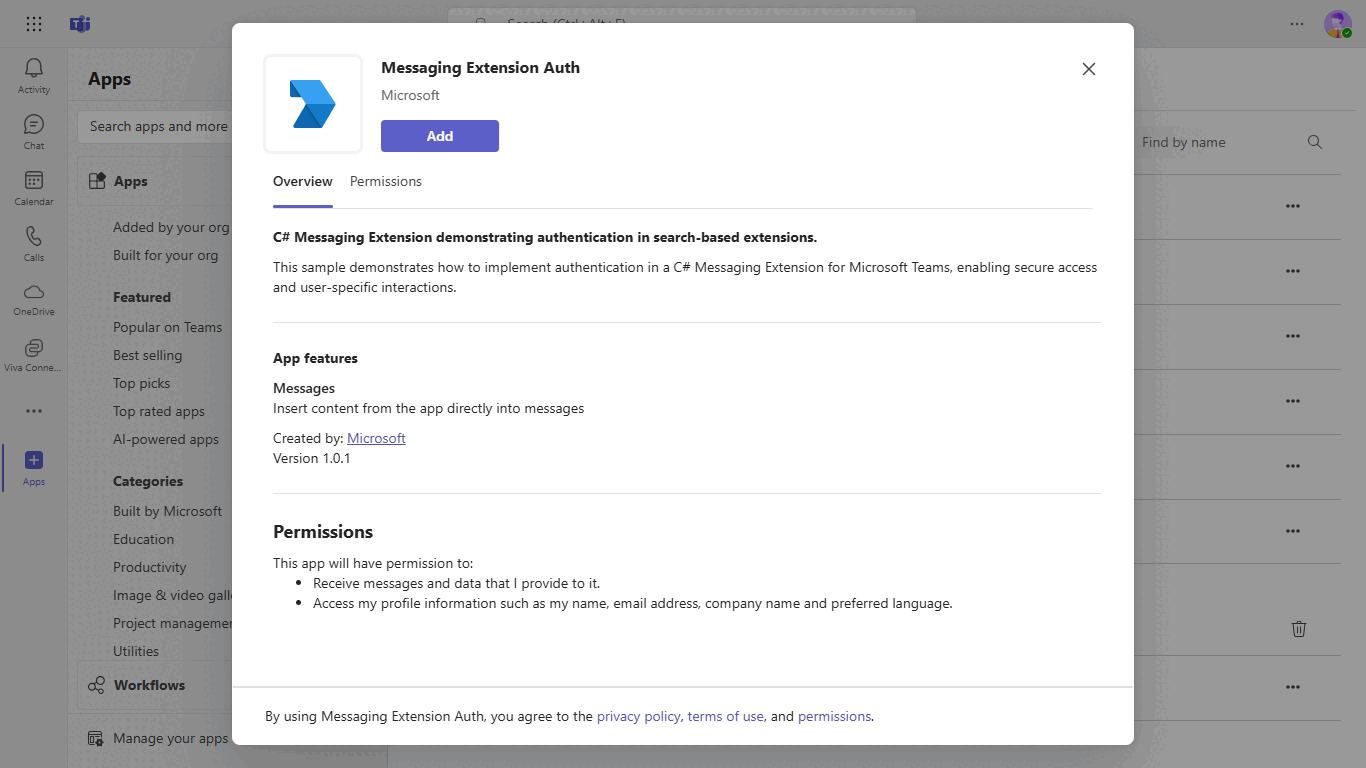 Search (Ctrl+Alt+E)
Activity
Chat
Calendar
Calls
OneDrive
Viva Conne...
Apps
Apps
Search apps and more
Apps
Added by your org
Built for your org
Featured
Popular on Teams
Best selling
Top picks
Top rated apps
AI-powered apps
Categories
Built by Microsoft
Education
Productivity
Image & video galle
Project managemen
Utilities
Workflows
Manage your apps
Messaging Extension Auth
Microsoft
Add
Overview Permissions
C# Messaging Extension demonstrating authentication in search-based extensions.
This sample demonstrates how to implement authentication in a C# Messaging Extension for Microsoft Teams, enabling secure access
and user-specific interactions.
App features
Messages
Insert content from the app directly into messages
Created by: Microsoft
Version 1.0.1
Permissions
This app will have permission to:
• Receive messages and data that I provide to it.
• Access my profile information such as my name, email address, company name and preferred language.
By using Messaging Extension Auth, you agree to the privacy policy, terms of use, and permissions.
Find by name